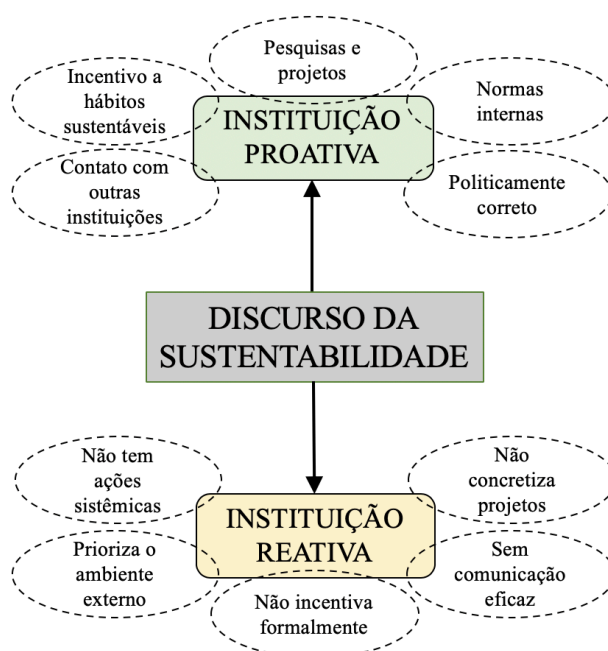 Pesquisas e
projetos
Incentivo a
hábitos
sustentáveis
Normas
internas
INSTITUIÇÃO
PROATIVA
Contato com
outras
instituições
Politicamente
correto
DISCURSO DA
SUSTENTABILIDADE
Não tem
ações
sistêmicas
Não
concretiza
projetos
INSTITUIÇÃO
REATIVA
Prioriza o
ambiente
externo
Sem
comunicação
eficaz
Não incentiva
formalmente